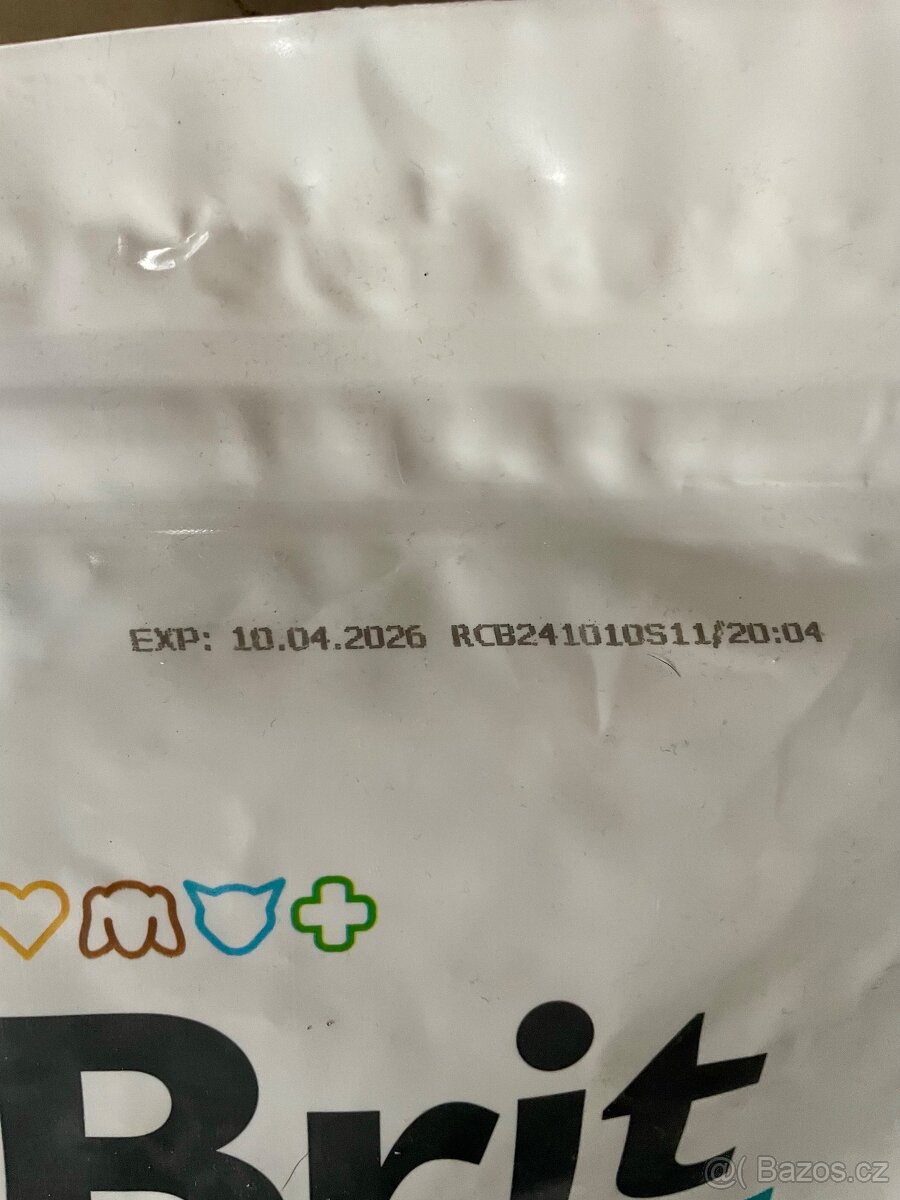 EXP: 10.04.2026 RCB241010S11/20:04
Brit
@( Bazos.cz